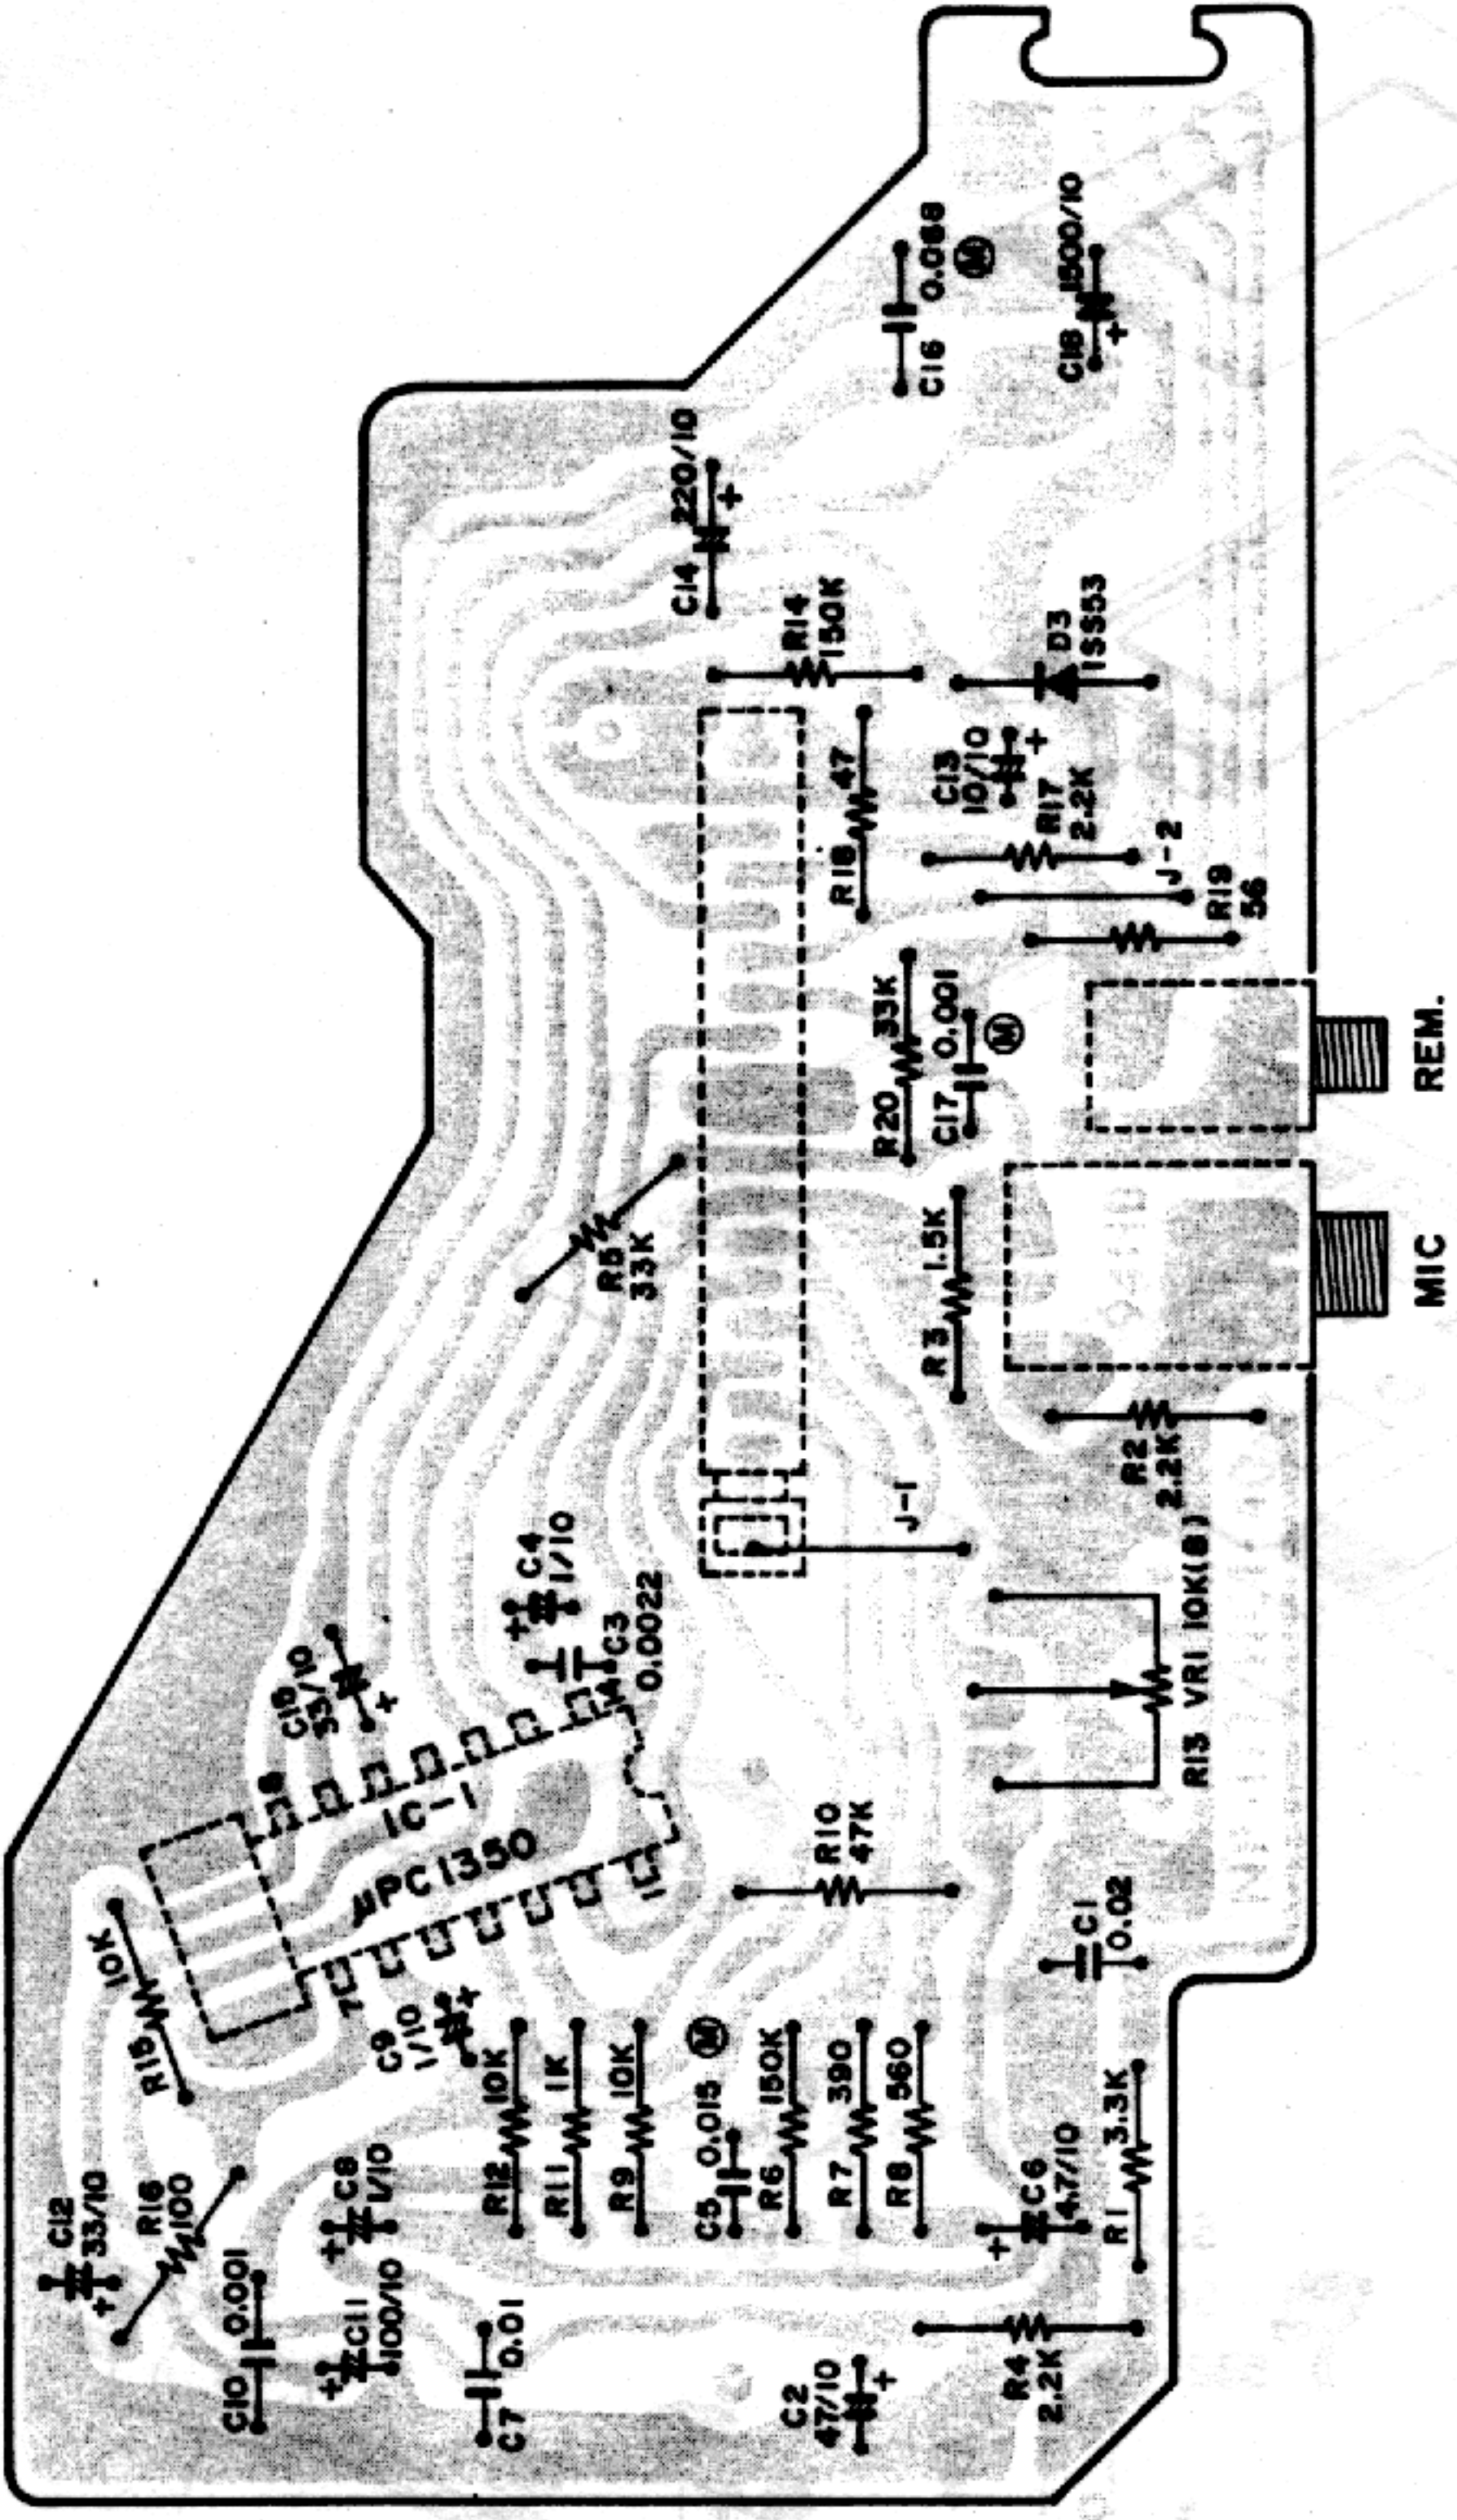 C16 0.068
M
C18 1500/10
+
C14 220/10
+
R14
150K
D3
1SS53
C13
10/10
+
R18 47
R17
2.2K
J-2
R19
56
R20 33K
C17 0.001
M
REM.
R5
33K
R3 1.5K
MIC
R2
2.2K
J-1
C4
1/10
+
C3
0.0022
33/10
+
8
14
IC-1
µPC1350
7
1
R13 VR1 10K(B)
R10
47K
C1
0.02
R15 10K
C9
1/10
+
R12 10K
R11 1K
R9 10K
C5 0.015 M
R6 150K
R7 390
R8 560
C12
33/10
+
R16
100
C8
1/10
+
C6
4.7/10
+
R1 3.3K
C10 0.001
C11
100/10
+
C7 0.01
C2
47/10
+
R4
2.2K